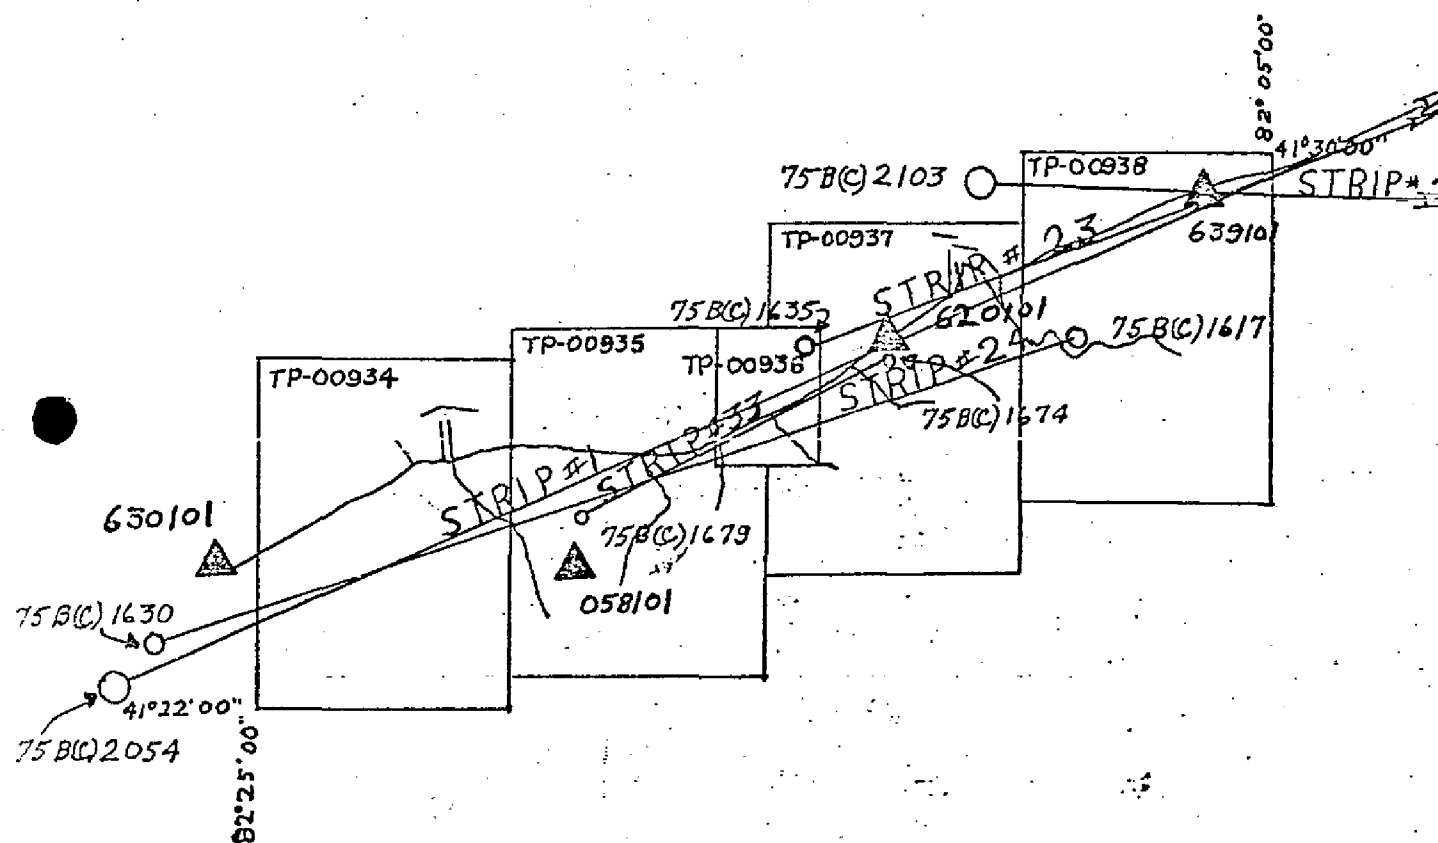 82° 05'00"
41°30'00"
75B(C)2103
TP-00938
STRIP#
639101
TP-00937
STRIP # 23
75B(C)1635
620101
75B(C)1617
TP-00935
TP-00936
STRIP #2
TP-00934
75B(C)1674
STRIP #33
STRIP #1
630101
75B(C)1679
058101
75B(C)1630
41°22'00"
75B(C)2054
82°25'00"